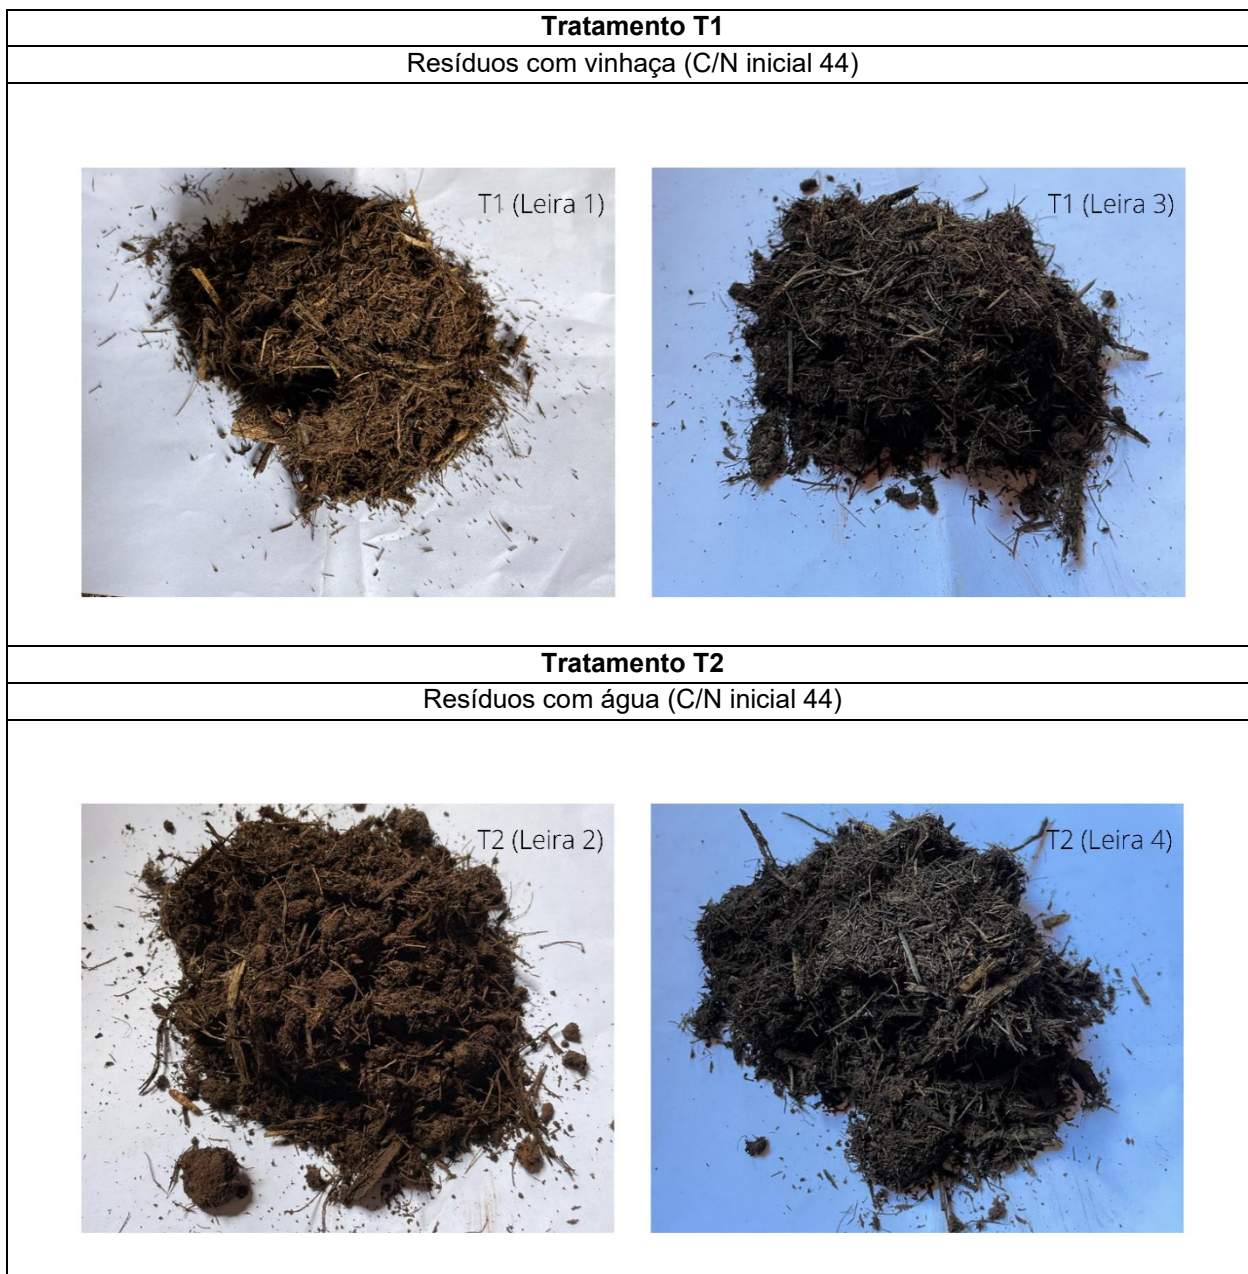 Tratamento T1
Resíduos com vinhaça (C/N inicial 44)
T1 (Leira 1)
T1 (Leira 3)
Tratamento T2
Resíduos com água (C/N inicial 44)
T2 (Leira 2)
T2 (Leira 4)